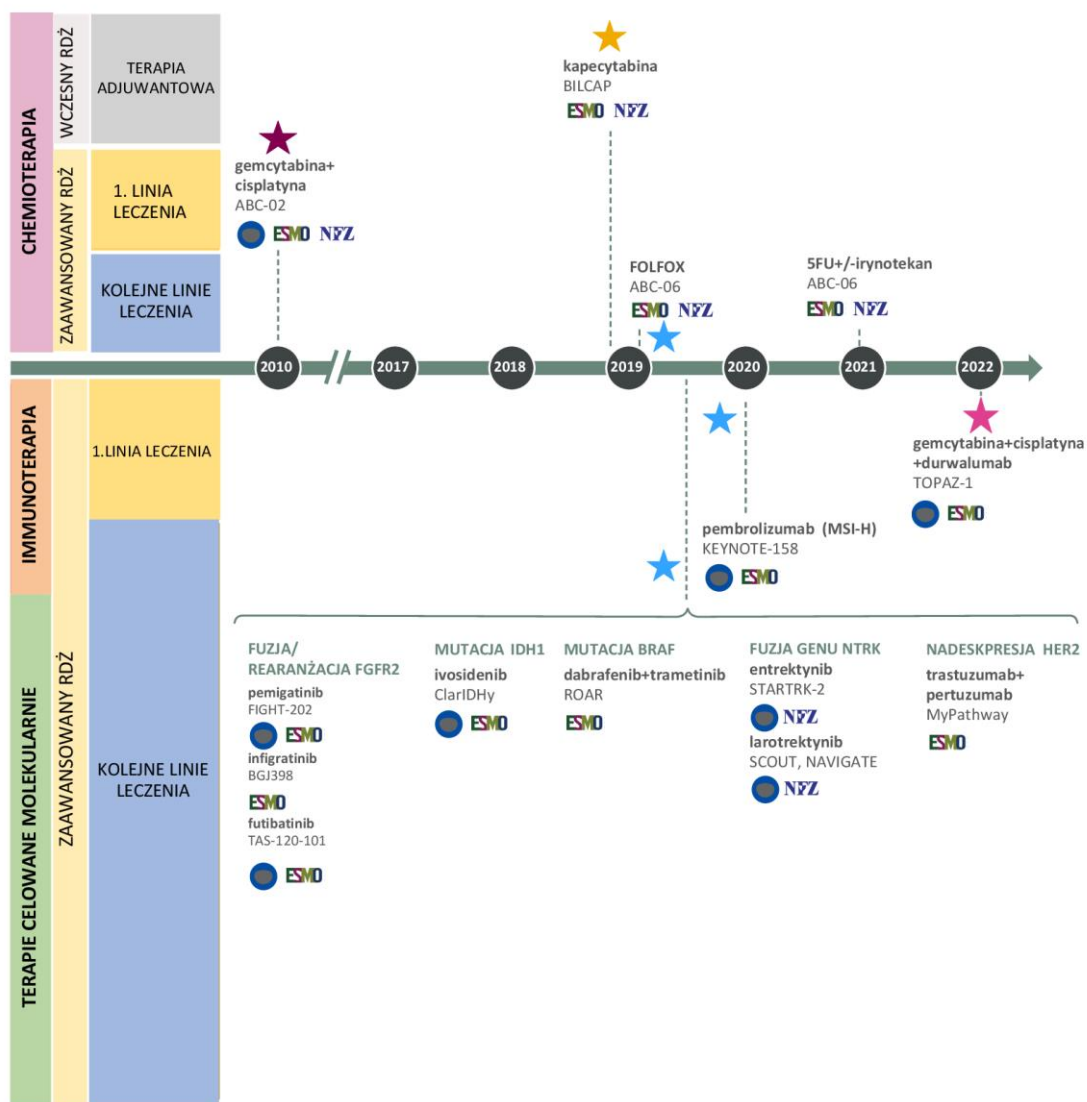 CHEMIOTERAPIA
WCZESNY RDŻ
TERAPIA
ADJUWANTOWA
ZAAWANSOWANY RDŻ
1. LINIA
LECZENIA
KOLEJNE LINIE
LECZENIA
gemcytabina+
cisplatyna
ABC-02
ESMO NFZ
kapecytabina
BILCAP
ESMO NFZ
FOLFOX
ABC-06
ESMO NFZ
5FU+/-irynotekan
ABC-06
ESMO NFZ
2010 2017 2018 2019 2020 2021 2022
IMMUNOTERAPIA
TERAPIE CELOWANE MOLEKULARNIE
ZAAWANSOWANY RDŻ
1.LINIA LECZENIA
KOLEJNE LINIE
LECZENIA
gemcytabina+cisplatyna
+durwalumab
TOPAZ-1
ESMO
pembrolizumab (MSI-H)
KEYNOTE-158
ESMO
FUZJA/
REARANŻACJA FGFR2
pemigatinib
FIGHT-202
ESMO
infigratinib
BGJ398
ESMO
futibatinib
TAS-120-101
ESMO
MUTACJA IDH1
ivosidenib
ClarIDHy
ESMO
MUTACJA BRAF
dabrafenib+trametinib
ROAR
ESMO
FUZJA GENU NTRK
entrektynib
STARTRK-2
NFZ
larotrektynib
SCOUT, NAVIGATE
NFZ
NADESKPRESJA HER2
trastuzumab+
pertuzumab
MyPathway
ESMO